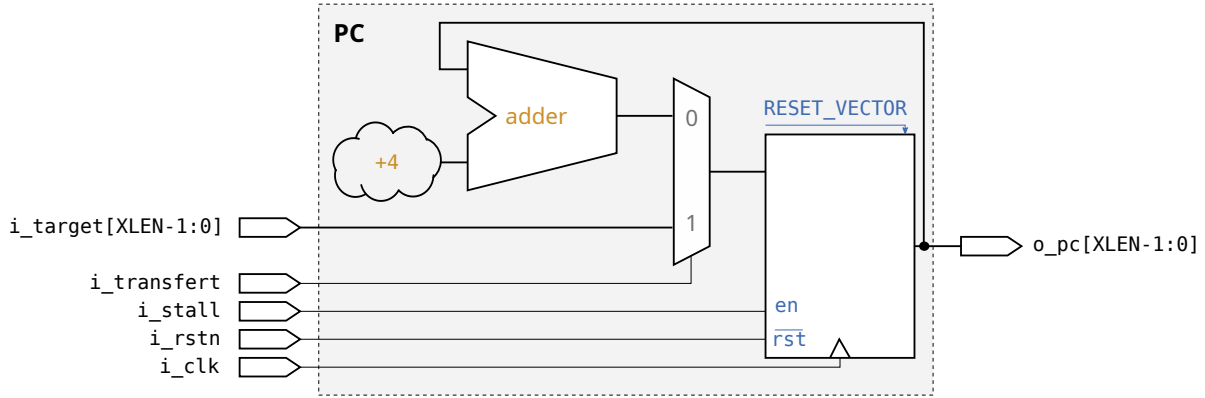 PC
RESET_VECTOR
adder
0
+4
1
i_target[XLEN-1:0]
o_pc[XLEN-1:0]
i_transfert
i_stall
en
i_rstn
rst
i_clk